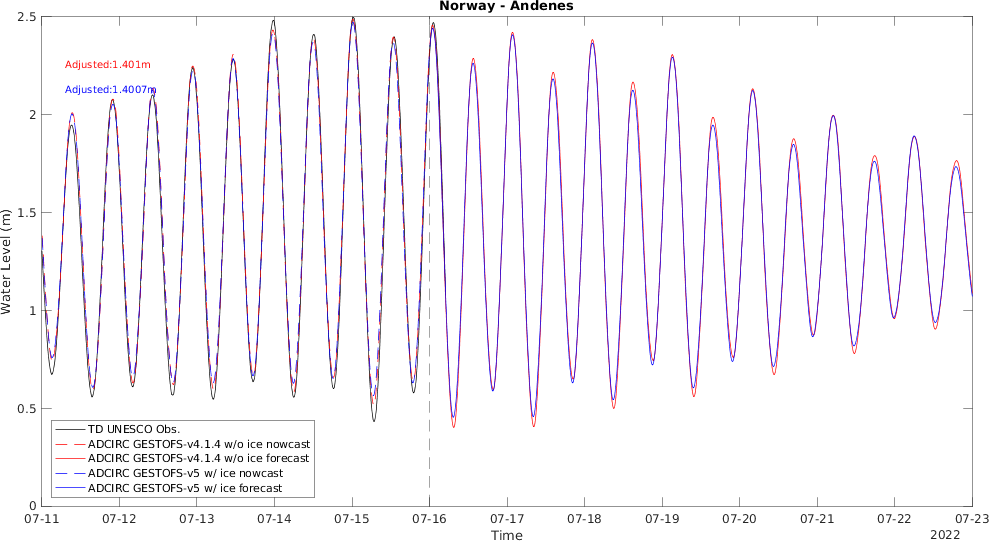 Norway - Andenes
2.5
Adjusted:1.401m
Adjusted:1.4007m
2
1.5
Water Level (m)
1
0.5
TD UNESCO Obs.
ADCIRC GESTOFS-v4.1.4 w/o ice nowcast
ADCIRC GESTOFS-v4.1.4 w/o ice forecast
ADCIRC GESTOFS-v5 w/ ice nowcast
ADCIRC GESTOFS-v5 w/ ice forecast
0
07-11 07-12 07-13 07-14 07-15 07-16 07-17 07-18 07-19 07-20 07-21 07-22 07-23
Time
2022